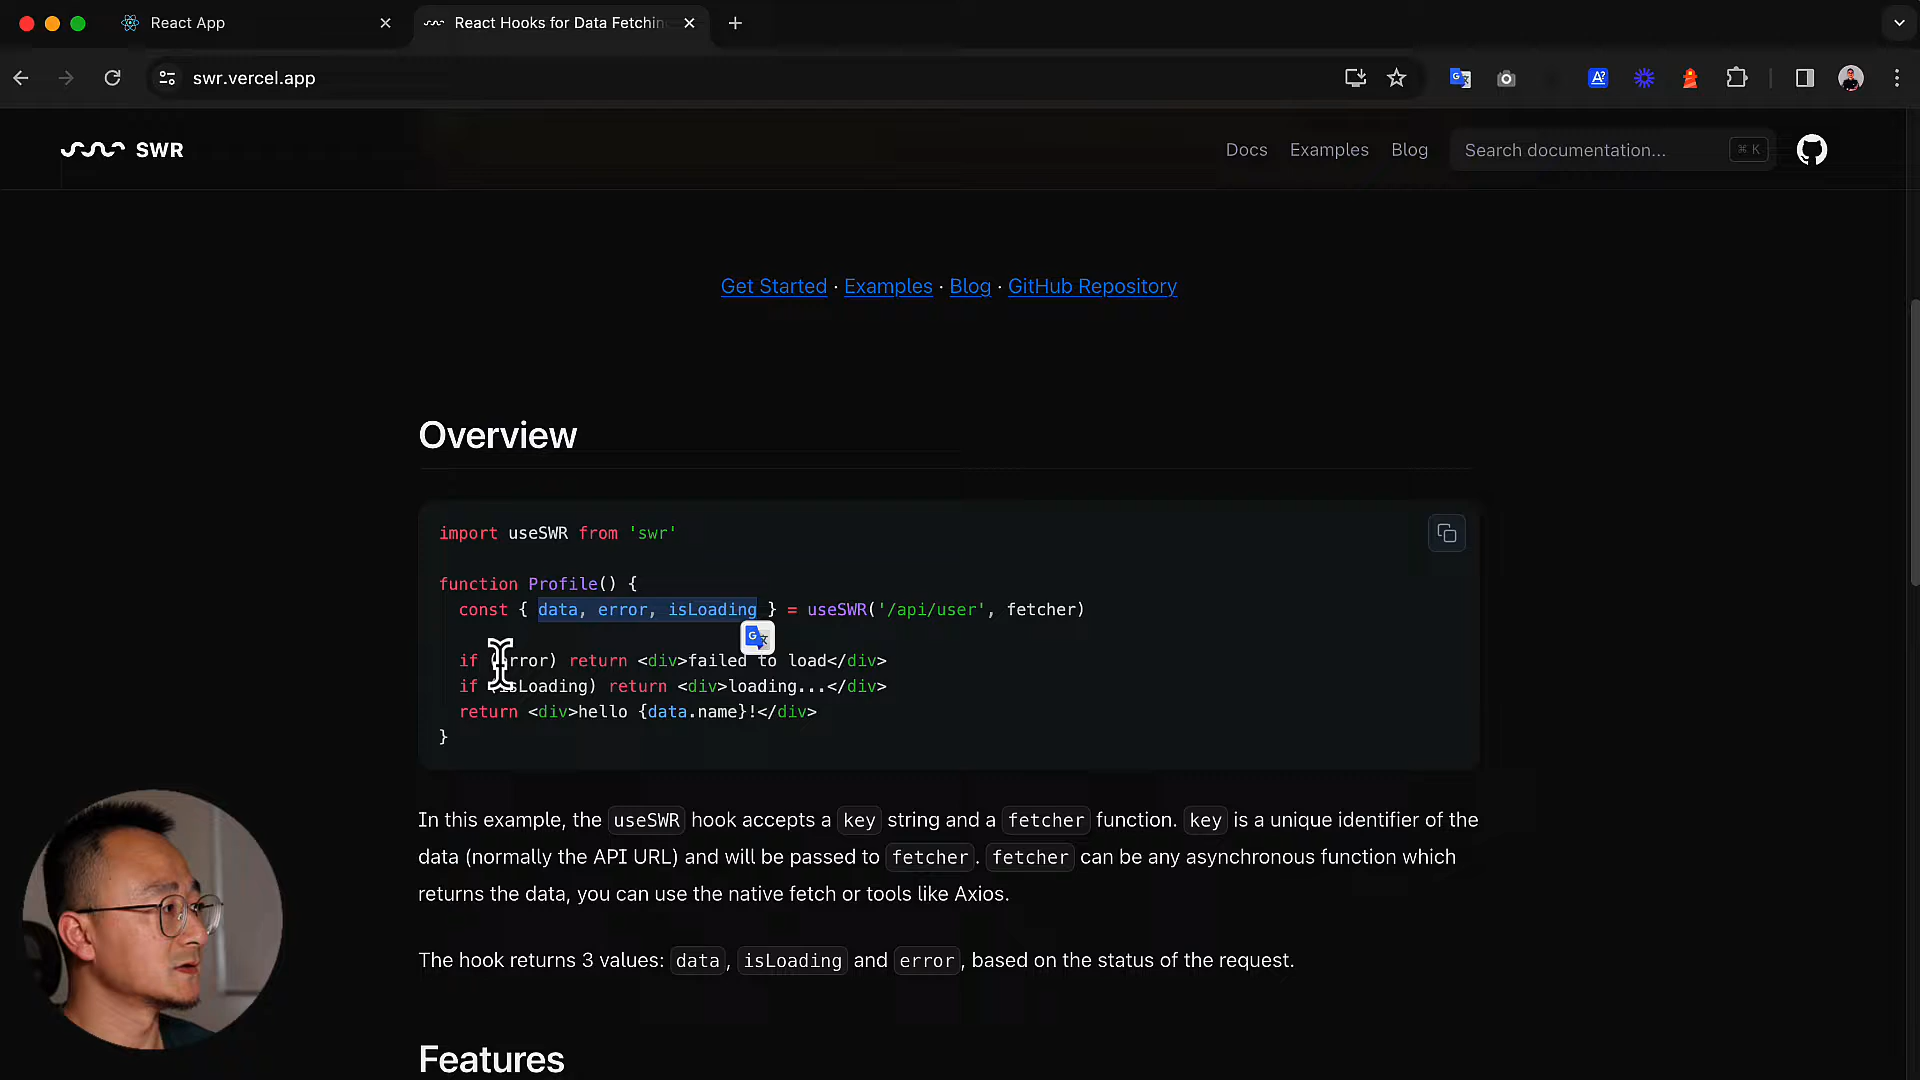 React App
React Hooks for Data Fetchin
swr.vercel.app
SWR
Docs Examples Blog Search documentation... ⌘ K
Get Started · Examples · Blog · GitHub Repository
Overview
import useSWR from 'swr'
function Profile() {
const { data, error, isLoading } = useSWR('/api/user', fetcher)
if (error) return <div>failed to load</div>
if (isLoading) return <div>loading...</div>
return <div>hello {data.name}!</div>
}
In this example, the useSWR hook accepts a key string and a fetcher function. key is a unique identifier of the
data (normally the API URL) and will be passed to fetcher. fetcher can be any asynchronous function which
returns the data, you can use the native fetch or tools like Axios.
The hook returns 3 values: data, isLoading and error, based on the status of the request.
Features